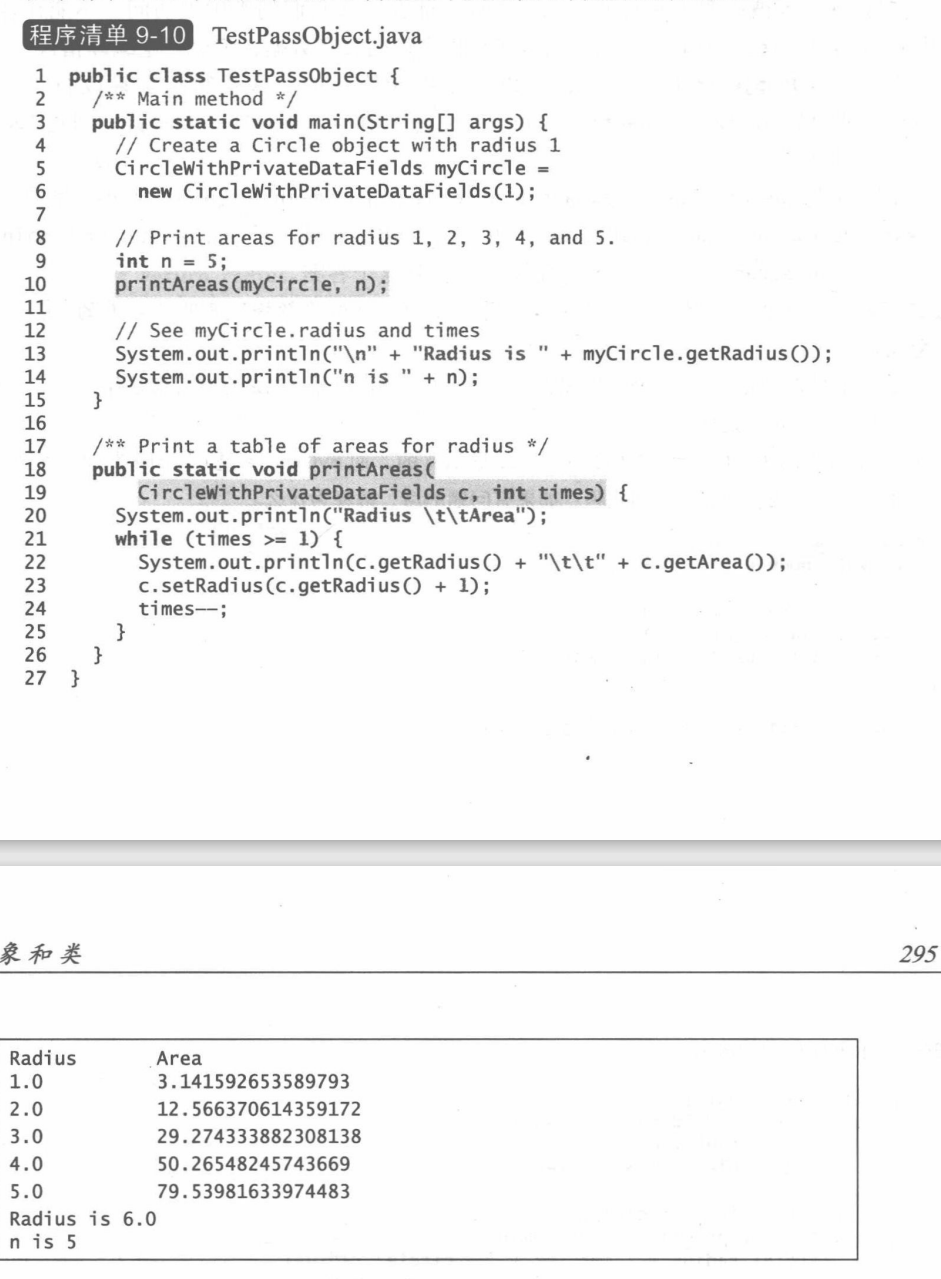 程序清单 9-10 TestPassObject.java
1 public class TestPassObject {
2 /** Main method */
3 public static void main(String[] args) {
4 // Create a Circle object with radius 1
5 CircleWithPrivateDataFields myCircle =
6 new CircleWithPrivateDataFields(1);
7
8 // Print areas for radius 1, 2, 3, 4, and 5.
9 int n = 5;
10 printAreas(myCircle, n);
11
12 // See myCircle.radius and times
13 System.out.println("\n" + "Radius is " + myCircle.getRadius());
14 System.out.println("n is " + n);
15 }
16
17 /** Print a table of areas for radius */
18 public static void printAreas(
19 CircleWithPrivateDataFields c, int times) {
20 System.out.println("Radius \t\tArea");
21 while (times >= 1) {
22 System.out.println(c.getRadius() + "\t\t" + c.getArea());
23 c.setRadius(c.getRadius() + 1);
24 times--;
25 }
26 }
27 }
象和类 295
Radius Area
1.0 3.141592653589793
2.0 12.566370614359172
3.0 29.274333882308138
4.0 50.26548245743669
5.0 79.53981633974483
Radius is 6.0
n is 5